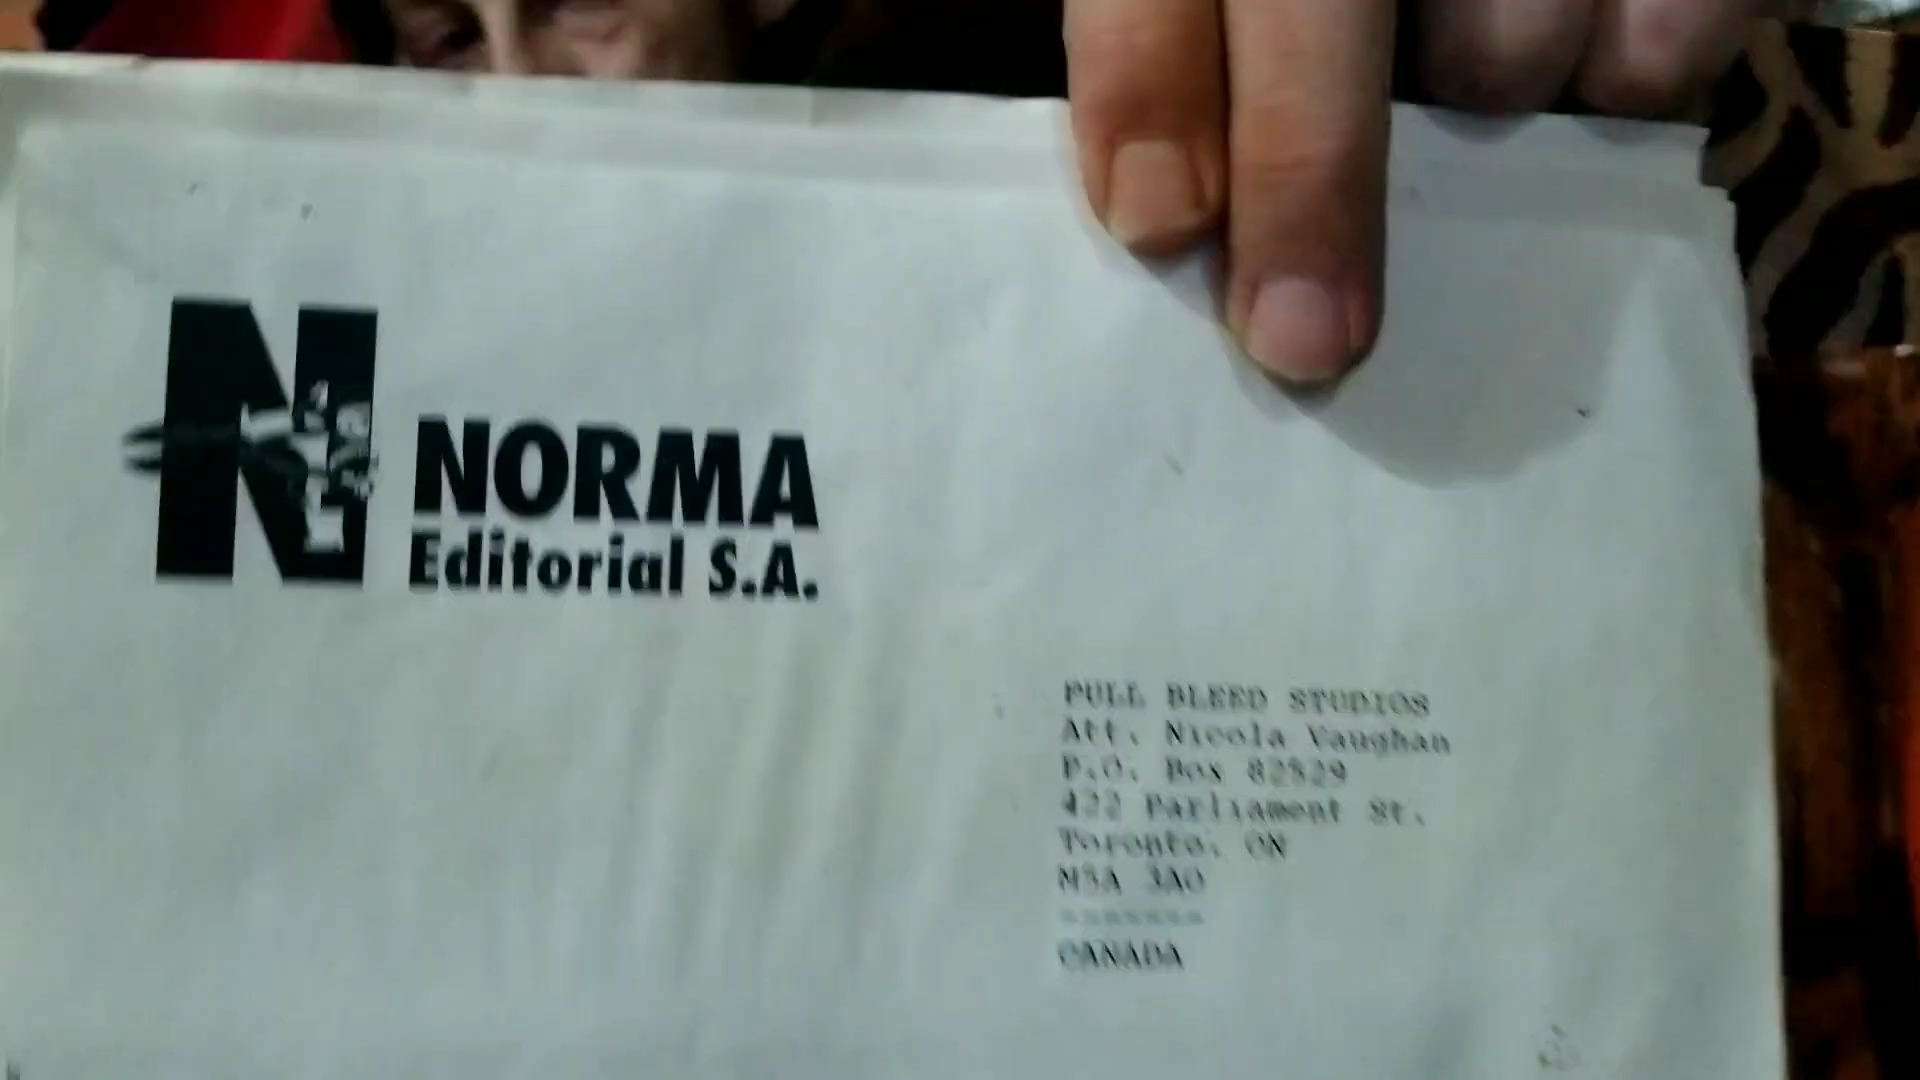 N
NORMA
Editorial S.A.
FULL BLEED STUDIOS
Att. Nicola Vaughan
P.O. Box 82529
422 Parliament St.
Toronto, ON
M5A 3A0
=======
CANADA